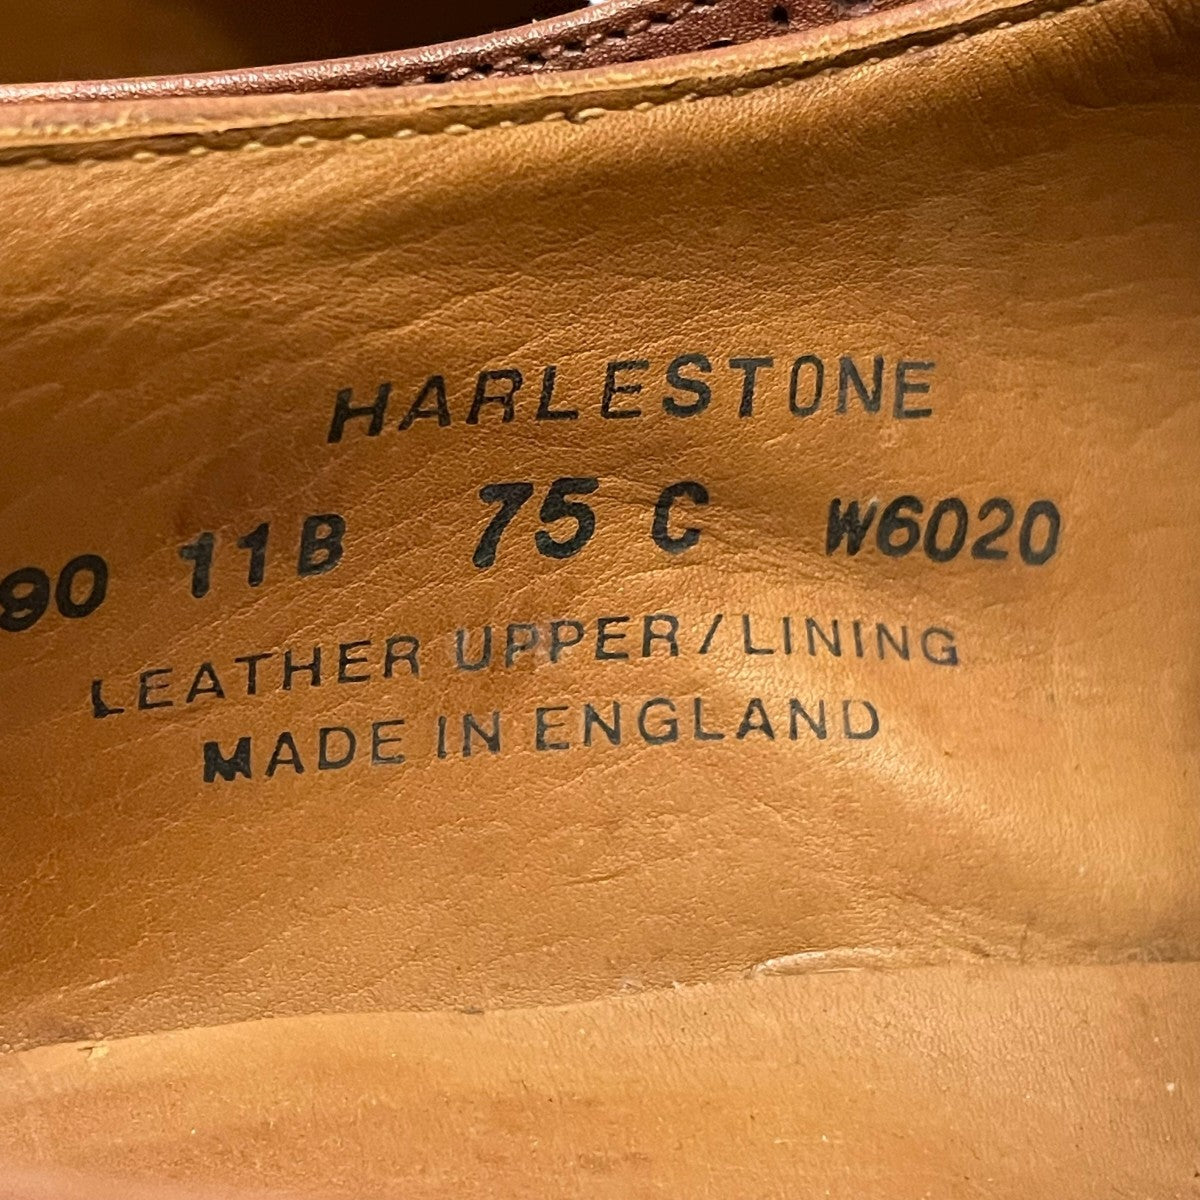 HARLESTONE
90 11B 75 C W6020
LEATHER UPPER/LINING
MADE IN ENGLAND